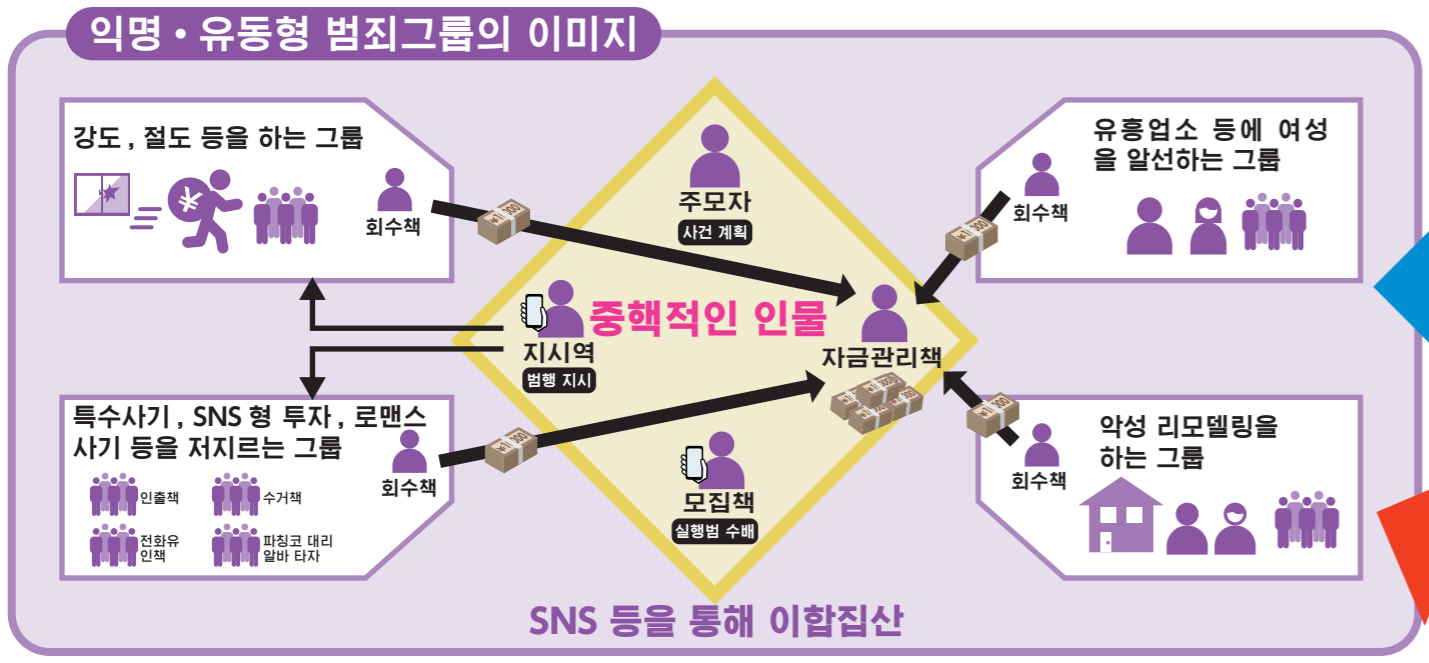 익명·유동형 범죄그룹의 이미지
강도, 절도 등을 하는 그룹
회수책
주모자
사건 계획
유흥업소 등에 여성
을 알선하는 그룹
회수책
중핵적인 인물
지시역
범행 지시
자금관리책
특수사기, SNS 형 투자, 로맨스
사기 등을 저지르는 그룹
회수책
인출책
수거책
전화유
인책
파칭코 대리
알바 타자
모집책
실행범 수배
악성 리모델링을
하는 그룹
회수책
SNS 등을 통해 이합집산